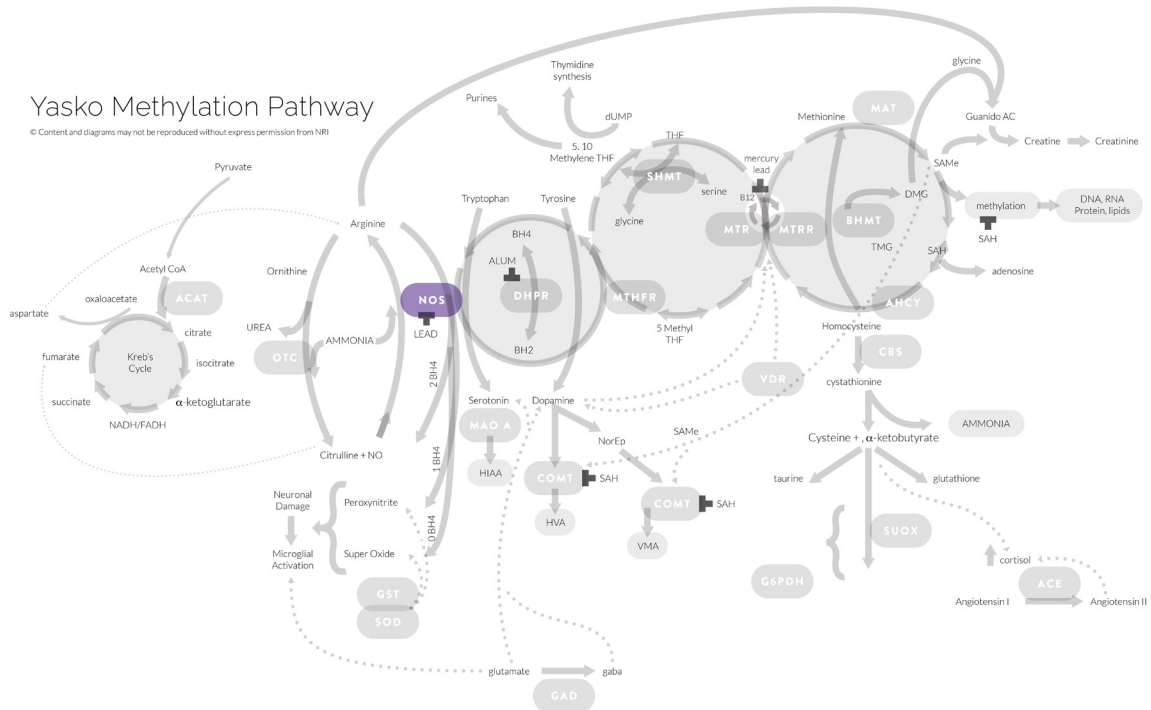 Yasko Methylation Pathway
© Content and diagrams may not be reproduced without express permission from NRI
Pyruvate
Acetyl CoA
ACAT
oxaloacetate
aspartate
citrate
fumarate
Kreb's
Cycle
isocitrate
succinate
α-ketoglutarate
NADH/FADH
Arginine
Ornithine
UREA
AMMONIA
OTC
Citrulline + NO
NOS
LEAD
2 BH4
1 BH4
0 BH4
Neuronal
Damage
Peroxynitrite
Microglial
Activation
Super Oxide
GST
SOD
Tryptophan
Tyrosine
BH4
ALUM
DHPR
BH2
Serotonin
Dopamine
MAO A
HIAA
NorEp
COMT
SAH
HVA
SAMe
COMT
SAH
VMA
glutamate
gaba
GAD
Thymidine
synthesis
Purines
dUMP
5, 10
Methylene THF
THF
SHMT
serine
glycine
MTHFR
5 Methyl
THF
mercury
lead
B12
MTR
MTRR
VDR
Methionine
MAT
BHMT
DMG
TMG
SAMe
SAH
AHCY
glycine
Guanido AC
Creatine
Creatinine
methylation
DNA, RNA
Protein, lipids
SAH
adenosine
Homocysteine
CBS
cystathionine
AMMONIA
Cysteine + , α-ketobutyrate
taurine
glutathione
SUOX
G6PDH
cortisol
ACE
Angiotensin I
Angiotensin II